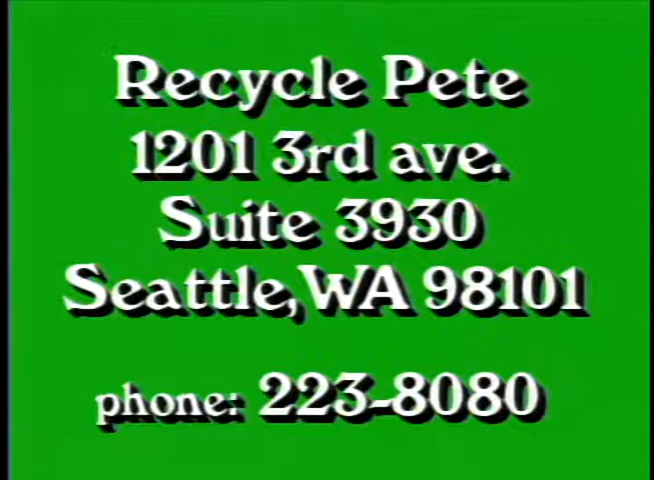 Recycle Pete
1201 3rd ave.
Suite 3930
Seattle, WA 98101
phone: 223-8080